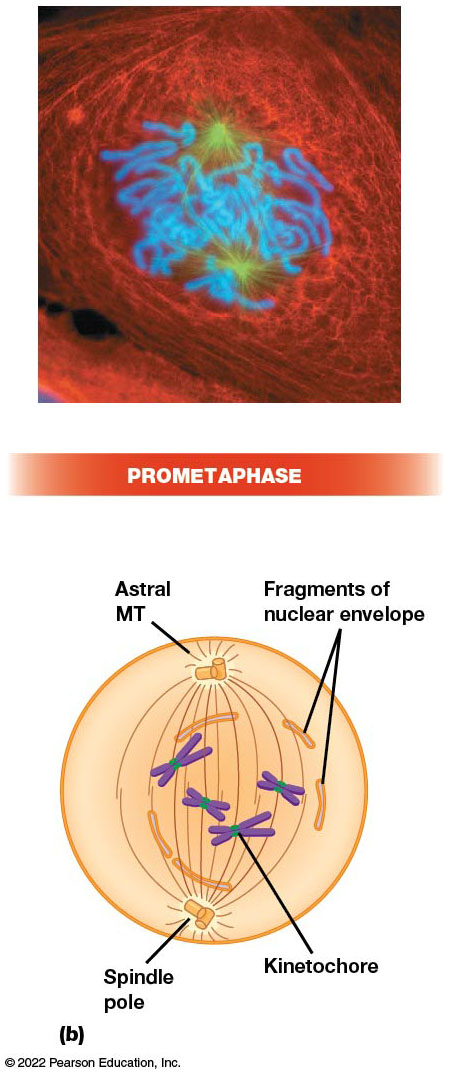 PROMETAPHASE
Astral
MT
Fragments of
nuclear envelope
Spindle
pole
Kinetochore
(b)
© 2022 Pearson Education, Inc.